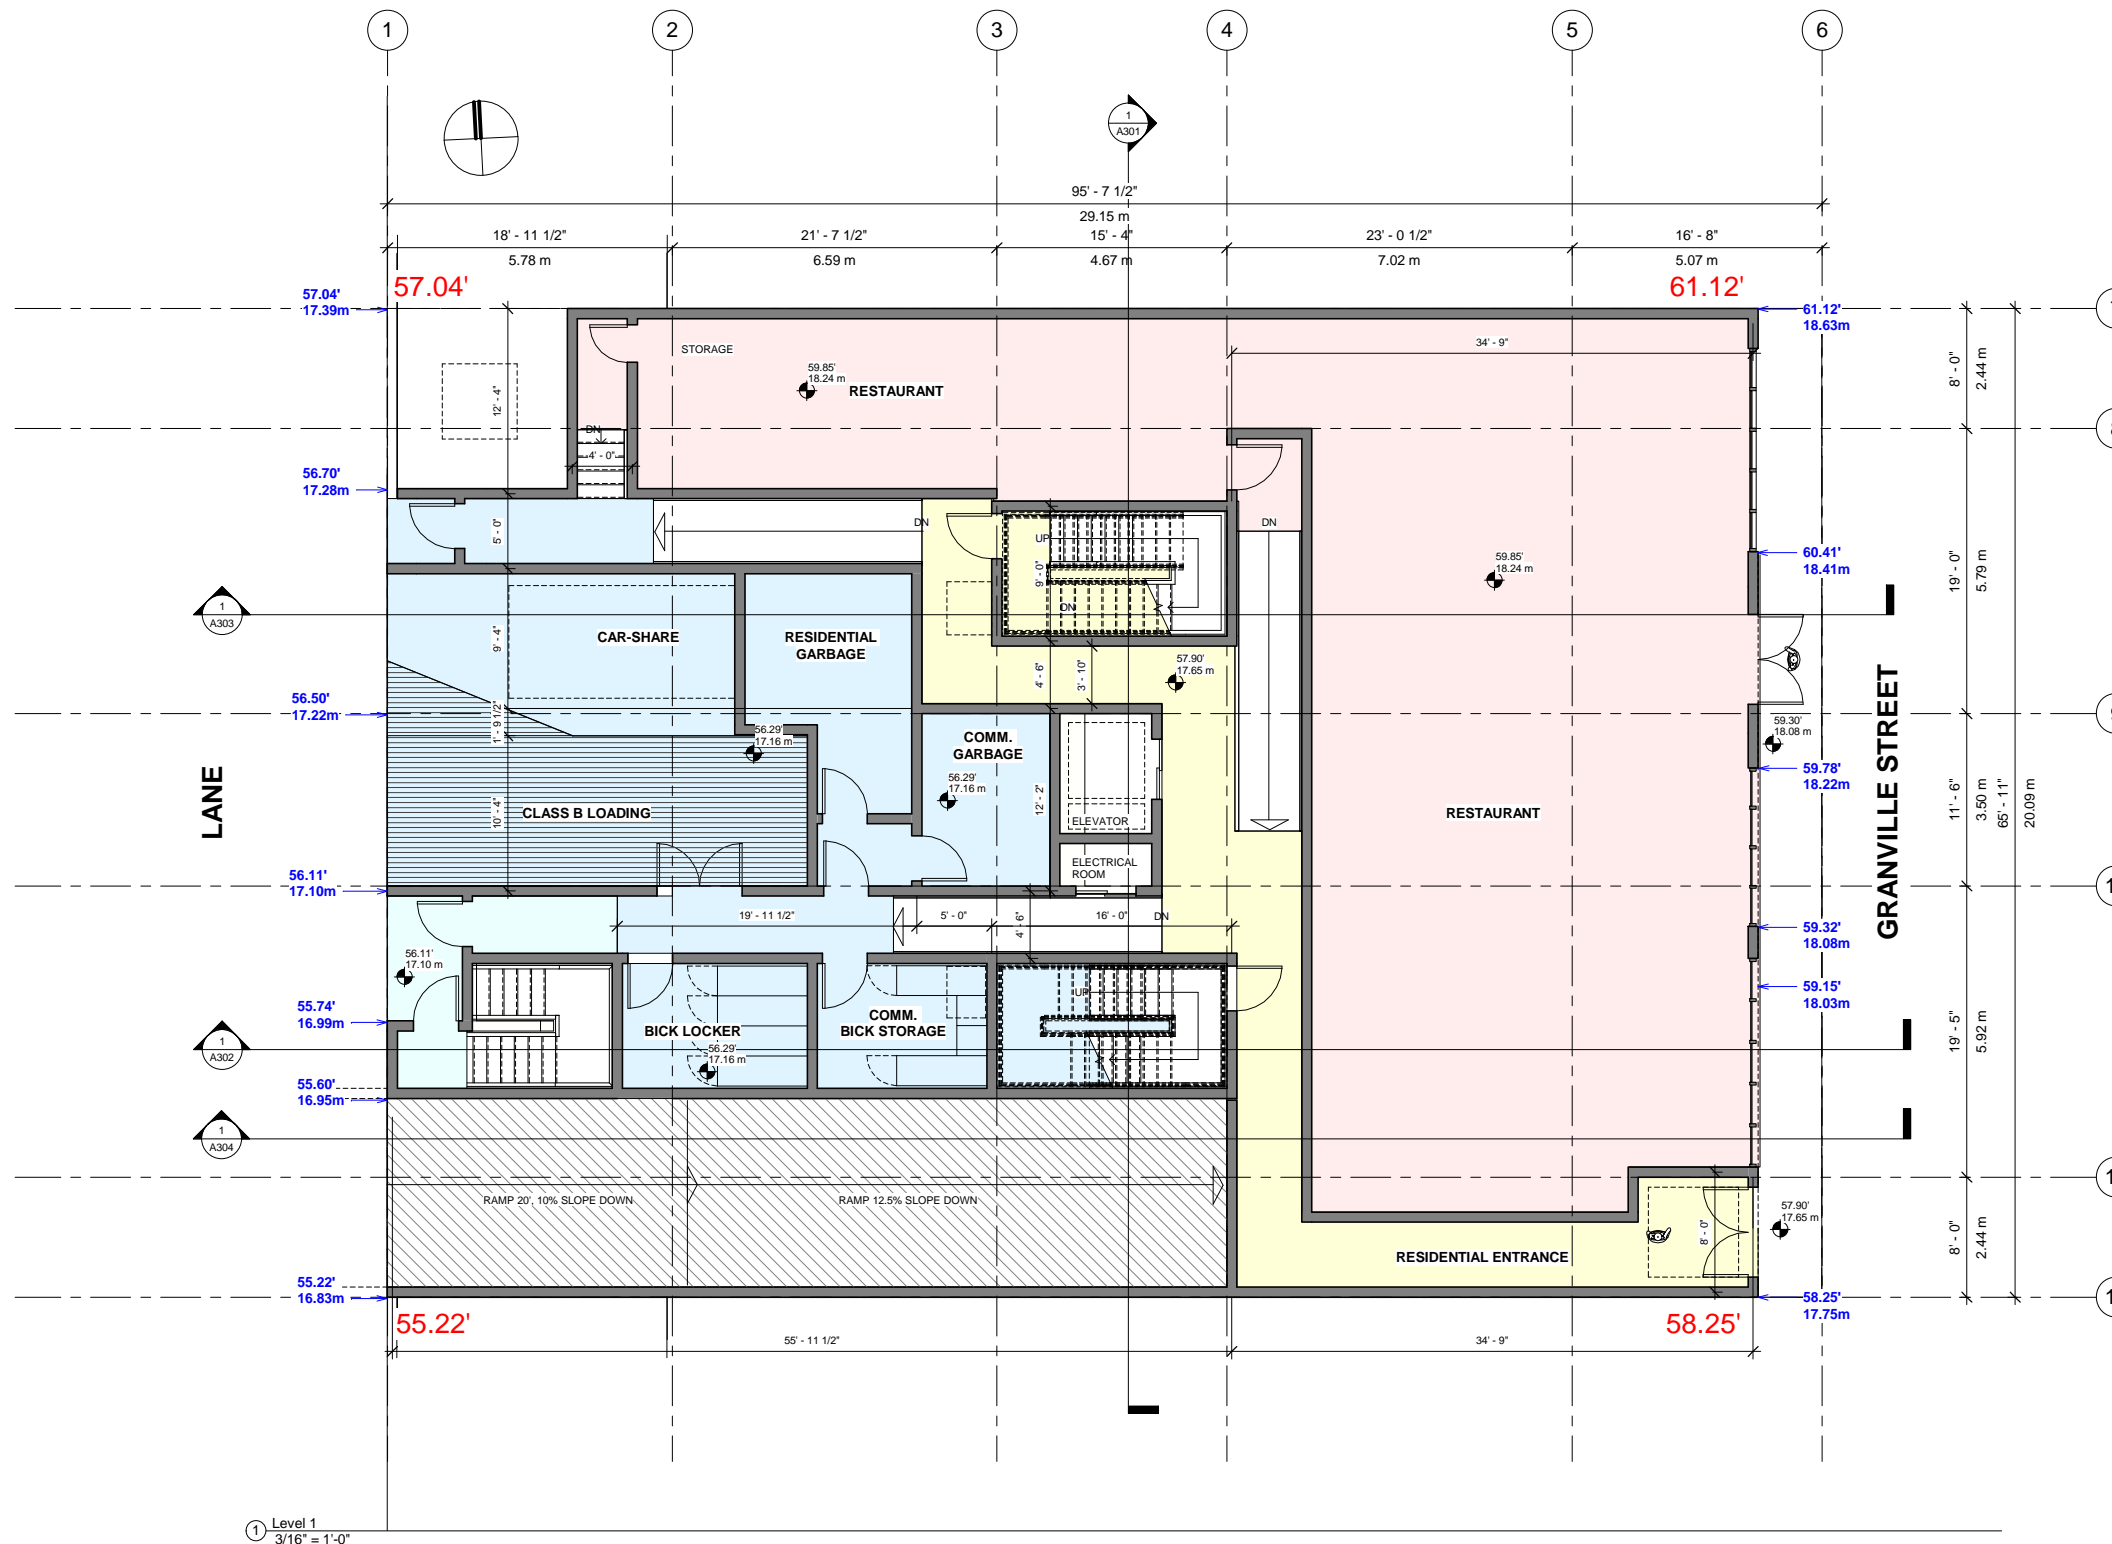 1
2
3
4
5
6
1
A301
95' - 7 1/2"
29.15 m
18' - 11 1/2"
21' - 7 1/2"
15' - 4"
23' - 0 1/2"
16' - 8"
5.78 m
6.59 m
4.67 m
7.02 m
5.07 m
57.04'
61.12'
57.04'
17.39m
61.12'
18.63m
STORAGE
34' - 9"
59.85'
18.24 m
RESTAURANT
12' - 4"
8' - 0"
2.44 m
DN
4' - 0"
56.70'
17.28m
5' - 0"
DN
UP
DN
9' - 0"
DN
59.85'
18.24 m
60.41'
18.41m
19' - 0"
5.79 m
1
A303
CAR-SHARE
9' - 4"
RESIDENTIAL
GARBAGE
4' - 6"
3' - 10"
57.90'
17.65 m
56.50'
17.22m
1' - 9 1/2"
56.29'
17.16 m
COMM.
GARBAGE
56.29'
17.16 m
59.30'
18.08 m
59.78'
18.22m
GRANVILLE STREET
LANE
CLASS B LOADING
10' - 4"
12' - 2"
ELEVATOR
RESTAURANT
11' - 6"
3.50 m
65' - 11"
20.09 m
56.11'
17.10m
ELECTRICAL
ROOM
19' - 11 1/2"
5' - 0"
4' - 6"
16' - 0"
DN
59.32'
18.08m
56.11'
17.10 m
59.15'
18.03m
55.74'
16.99m
BICK LOCKER
COMM.
BICK STORAGE
UP
56.29'
17.16 m
1
A302
19' - 5"
5.92 m
55.60'
16.95m
1
A304
RAMP 20', 10% SLOPE DOWN
RAMP 12.5% SLOPE DOWN
57.90'
17.65 m
RESIDENTIAL ENTRANCE
8' - 0"
8' - 0"
2.44 m
55.22'
16.83m
58.25'
17.75m
55.22'
58.25'
55' - 11 1/2"
34' - 9"
1
Level 1
3/16" = 1'-0"